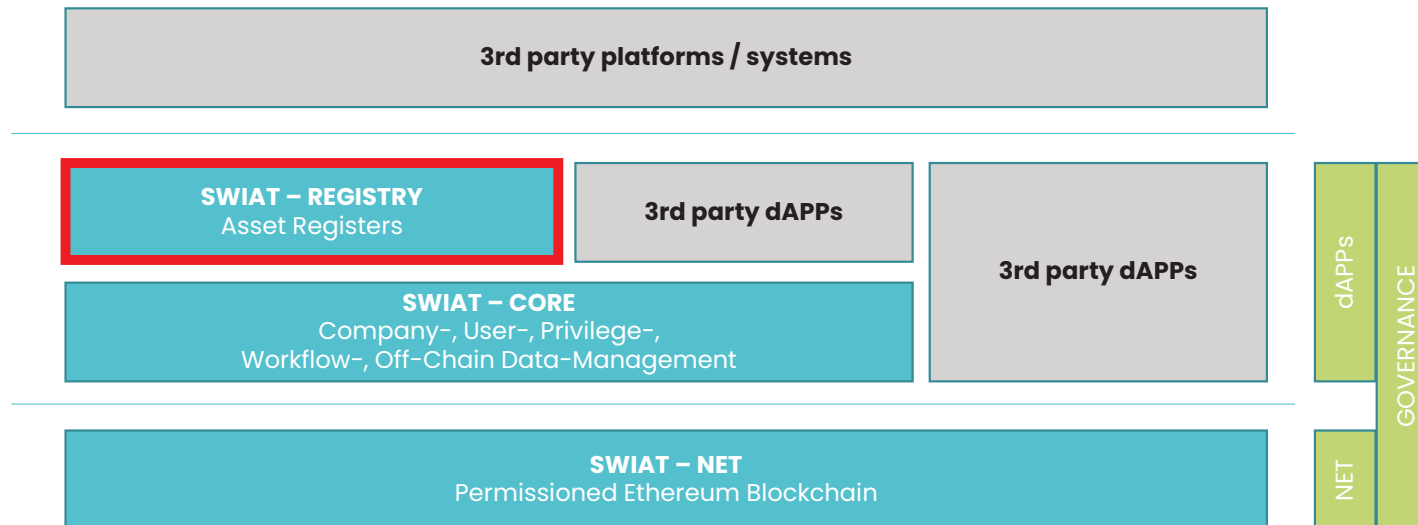 3rd party platforms / systems
SWIAT – REGISTRY
Asset Registers
3rd party dAPPs
3rd party dAPPs
SWIAT – CORE
Company-, User-, Privilege-,
Workflow-, Off-Chain Data-Management
SWIAT – NET
Permissioned Ethereum Blockchain
dAPPs
NET
GOVERNANCE